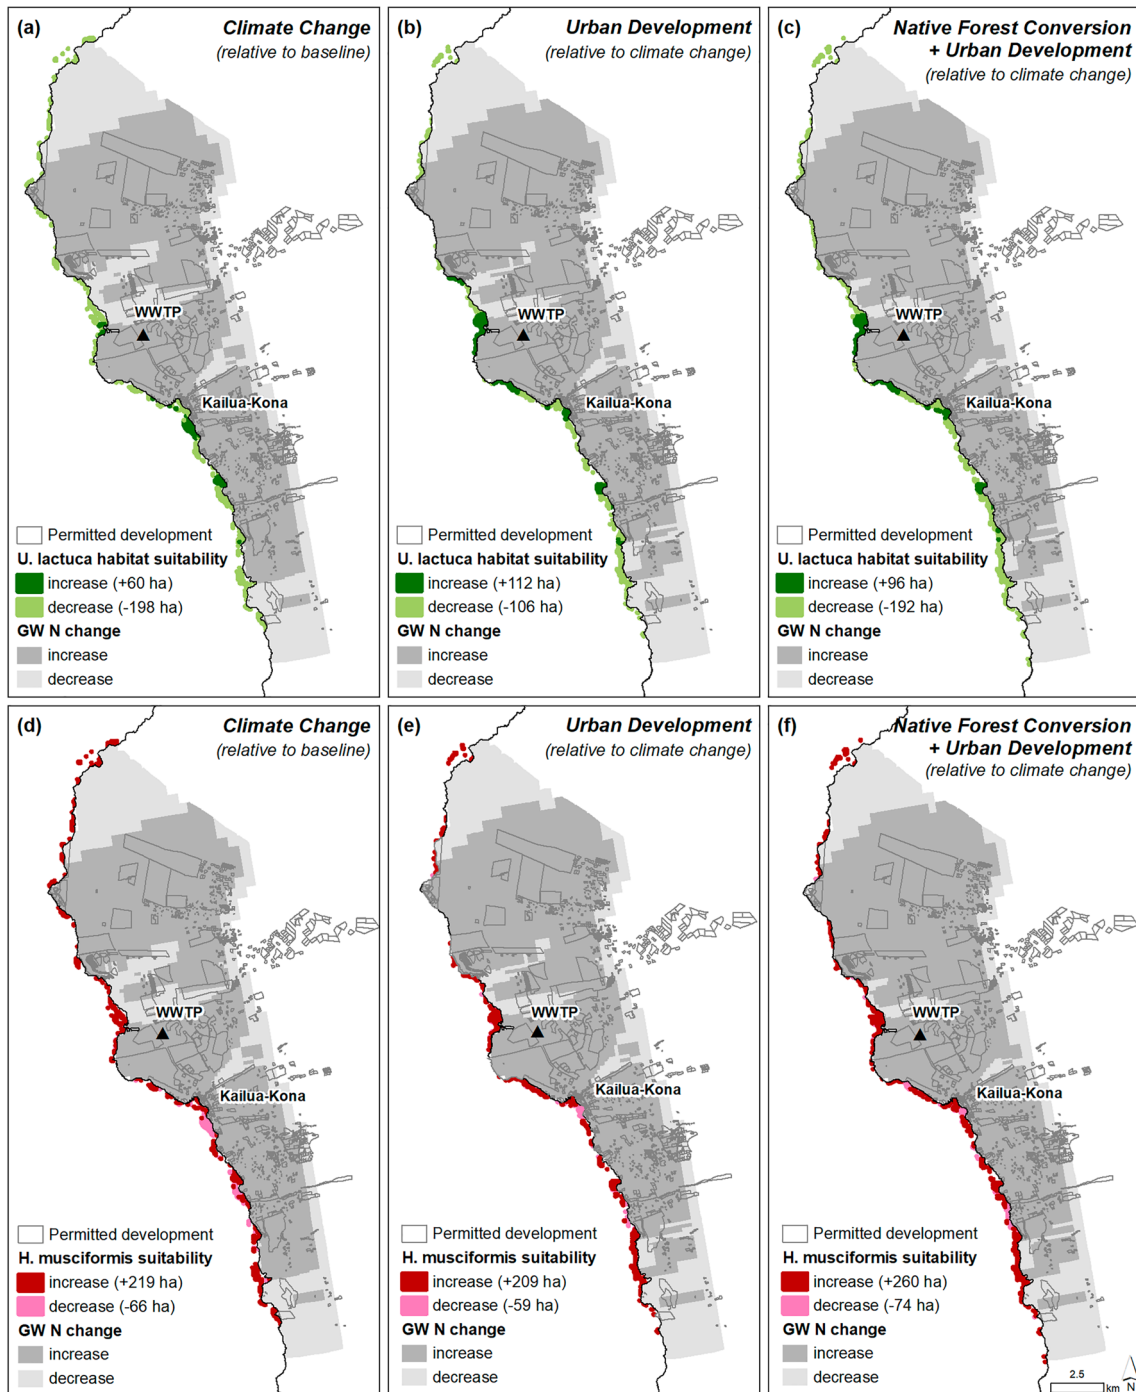 (a)
Climate Change
(relative to baseline)
WWTP
Kailua-Kona
Permitted development
U. lactuca habitat suitability
increase (+60 ha)
decrease (-198 ha)
GW N change
increase
decrease
(b)
Urban Development
(relative to climate change)
WWTP
Kailua-Kona
Permitted development
U. lactuca habitat suitability
increase (+112 ha)
decrease (-106 ha)
GW N change
increase
decrease
(c)
Native Forest Conversion
+ Urban Development
(relative to climate change)
WWTP
Kailua-Kona
Permitted development
U. lactuca habitat suitability
increase (+96 ha)
decrease (-192 ha)
GW N change
increase
decrease
(d)
Climate Change
(relative to baseline)
WWTP
Kailua-Kona
Permitted development
H. musciformis suitability
increase (+219 ha)
decrease (-66 ha)
GW N change
increase
decrease
(e)
Urban Development
(relative to climate change)
WWTP
Kailua-Kona
Permitted development
H. musciformis suitability
increase (+209 ha)
decrease (-59 ha)
GW N change
increase
decrease
(f)
Native Forest Conversion
+ Urban Development
(relative to climate change)
WWTP
Kailua-Kona
Permitted development
H. musciformis suitability
increase (+260 ha)
decrease (-74 ha)
GW N change
increase
decrease
2.5
km
N